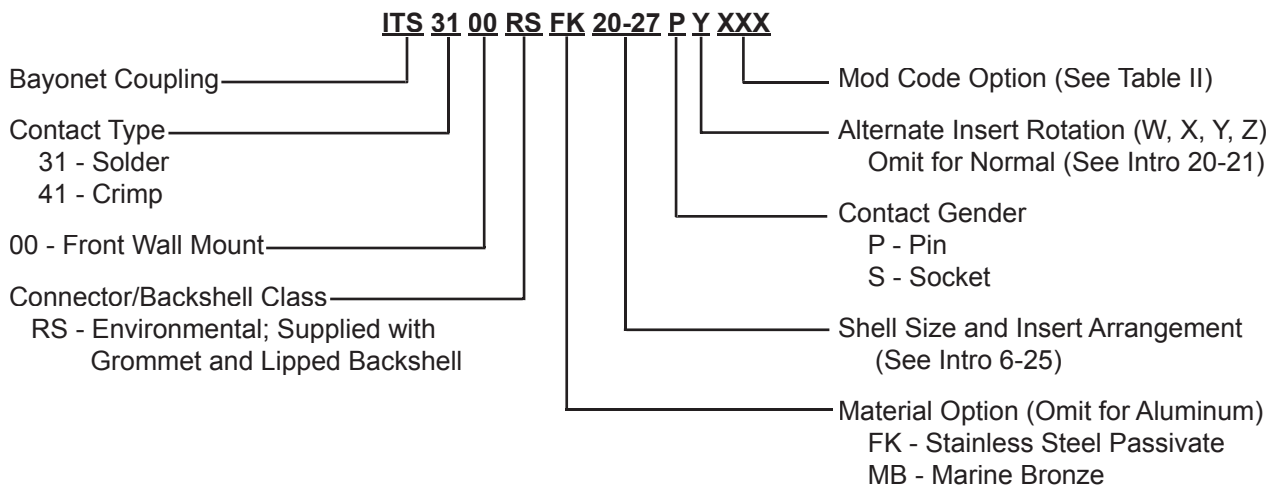 ITS 31 00 RS FK 20-27 P Y XXX
Bayonet Coupling
Contact Type
31 - Solder
41 - Crimp
00 - Front Wall Mount
Connector/Backshell Class
RS - Environmental; Supplied with
Grommet and Lipped Backshell
Mod Code Option (See Table II)
Alternate Insert Rotation (W, X, Y, Z)
Omit for Normal (See Intro 20-21)
Contact Gender
P - Pin
S - Socket
Shell Size and Insert Arrangement
(See Intro 6-25)
Material Option (Omit for Aluminum)
FK - Stainless Steel Passivate
MB - Marine Bronze